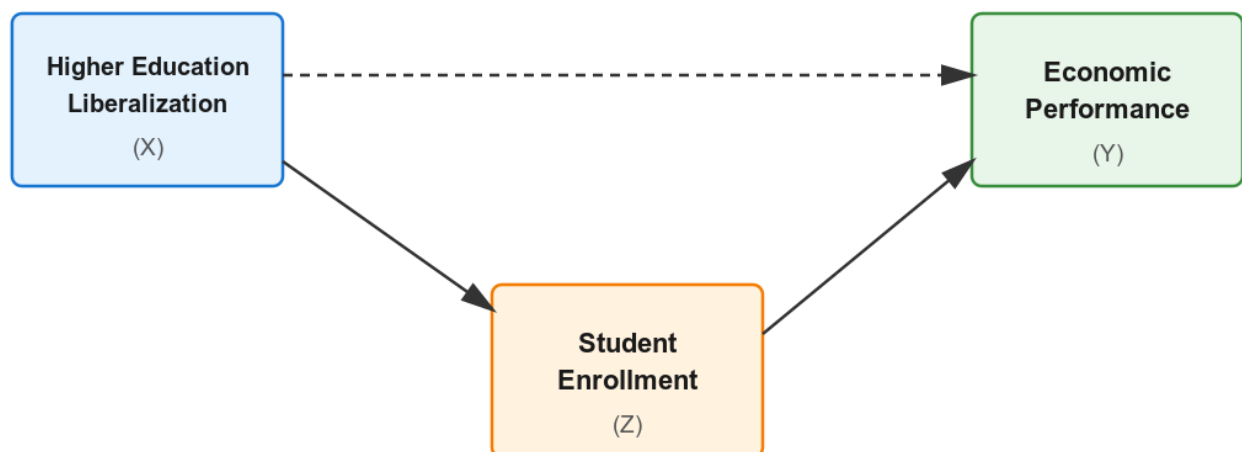 Higher Education
Liberalization
(X)
Economic
Performance
(Y)
Student
Enrollment
(Z)